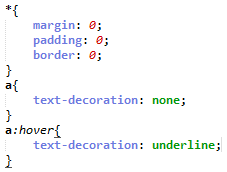 *{
    margin: 0;
    padding: 0;
    border: 0;
}
a{
    text-decoration: none;
}
a:hover{
    text-decoration: underline;
}